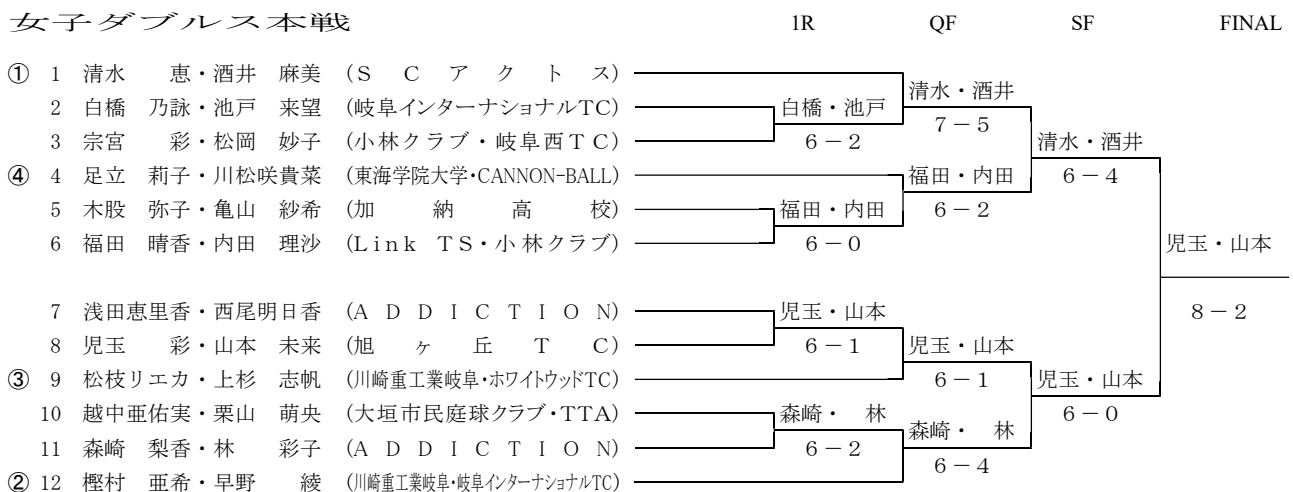 女子ダブルス本戦 1R QF SF FINAL
① 1 清水 恵・酒井 麻美 (SCアクトス)
清水・酒井
2 白橋 乃詠・池戸 来望 (岐阜インターナショナルTC) 白橋・池戸
7－5
3 宗宮 彩・松岡 妙子 (小林クラブ・岐阜西TC) 6－2 清水・酒井
④ 4 足立 莉子・川松咲貴菜 (東海学院大学・CANNON-BALL) 福田・内田 6－4
5 木股 弥子・亀山 紗希 (加納高校) 福田・内田 6－2
6 福田 晴香・内田 理沙 (Link TS・小林クラブ) 6－0 児玉・山本
7 浅田恵里香・西尾明日香 (ADDICTION) 児玉・山本 8－2
8 児玉 彩・山本 未来 (旭ヶ丘TC) 6－1 児玉・山本
③ 9 松枝リエカ・上杉 志帆 (川崎重工業岐阜・ホワイトウッドTC) 6－1 児玉・山本
10 越中亜佑実・栗山 萌央 (大垣市民庭球クラブ・TTA) 森崎・ 林 6－0
11 森崎 梨香・林 彩子 (ADDICTION) 6－2 森崎・ 林
6－4
② 12 樫村 亜希・早野 綾 (川崎重工業岐阜・岐阜インターナショナルTC)